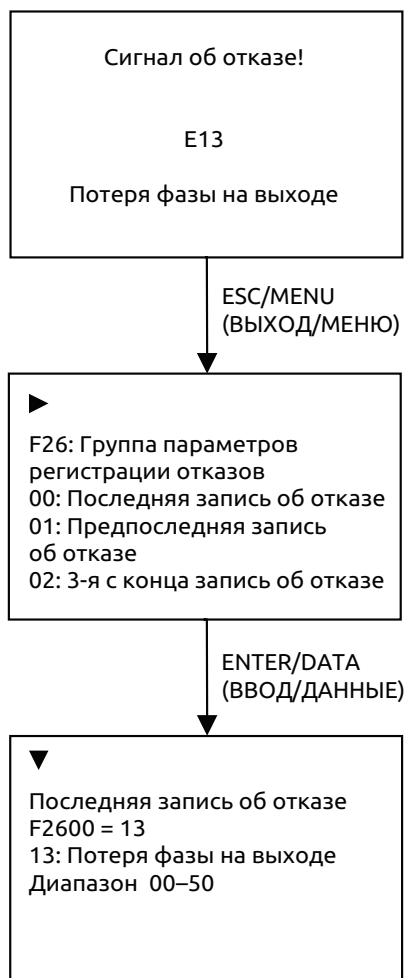 Сигнал об отказе!
E13
Потеря фазы на выходе
ESC/MENU
(ВЫХОД/МЕНЮ)
F26: Группа параметров
регистрации отказов
00: Последняя запись об отказе
01: Предпоследняя запись
об отказе
02: 3-я с конца запись об отказе
ENTER/DATA
(ВВОД/ДАННЫЕ)
Последняя запись об отказе
F2600 = 13
13: Потеря фазы на выходе
Диапазон 00–50